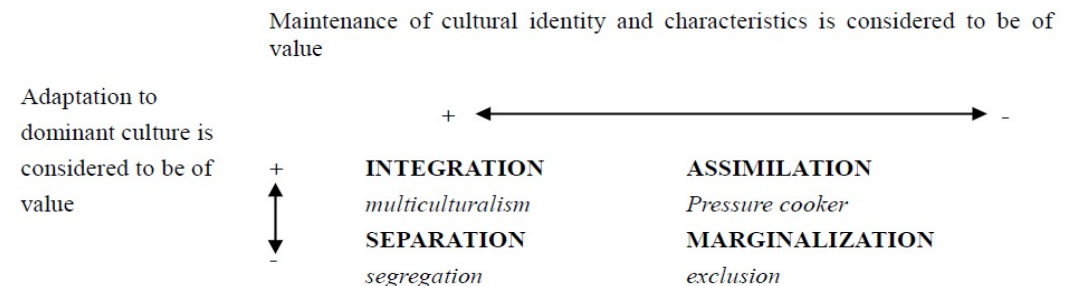 Maintenance of cultural identity and characteristics is considered to be of
value
Adaptation to
dominant culture is
considered to be of
value
+ -
+
INTEGRATION ASSIMILATION
multiculturalism Pressure cooker
SEPARATION MARGINALIZATION
-
segregation exclusion